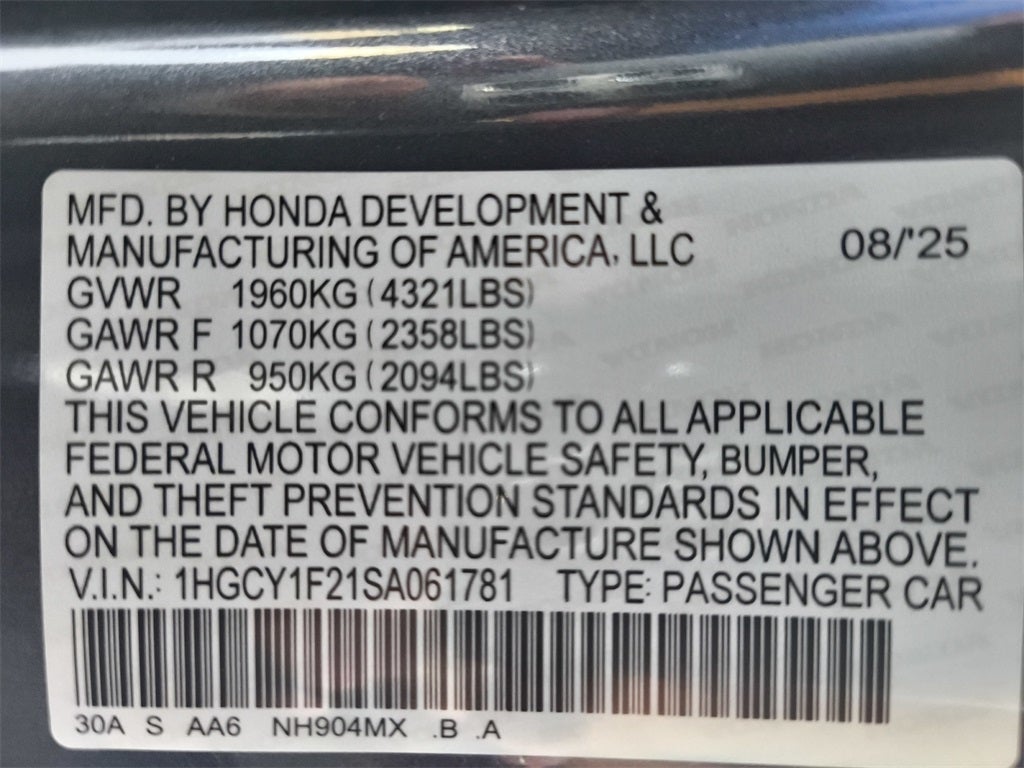 MFD. BY HONDA DEVELOPMENT &
MANUFACTURING OF AMERICA, LLC 08/'25
GVWR 1960KG (4321LBS)
GAWR F 1070KG (2358LBS)
GAWR R 950KG (2094LBS)
THIS VEHICLE CONFORMS TO ALL APPLICABLE
FEDERAL MOTOR VEHICLE SAFETY, BUMPER,
AND THEFT PREVENTION STANDARDS IN EFFECT
ON THE DATE OF MANUFACTURE SHOWN ABOVE.
V.I.N.: 1HGCY1F21SA061781 TYPE: PASSENGER CAR
30A S AA6 NH904MX .B .A